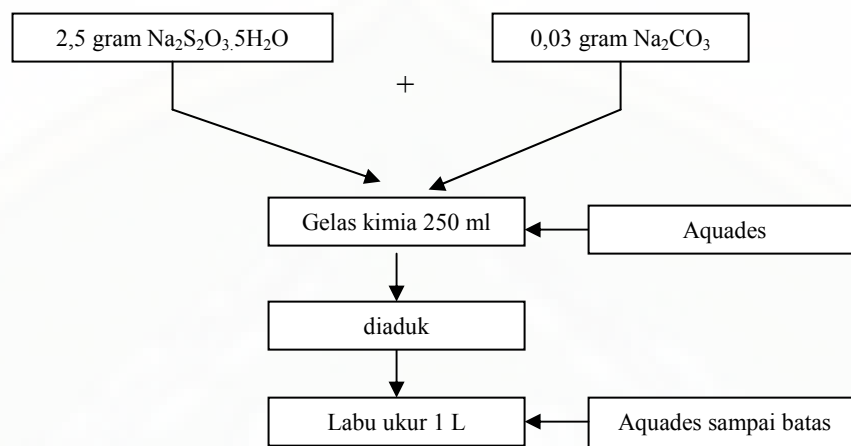 2,5 gram Na₂S₂O₃.5H₂O
0,03 gram Na₂CO₃
+
Gelas kimia 250 ml
Aquades
diaduk
Labu ukur 1 L
Aquades sampai batas